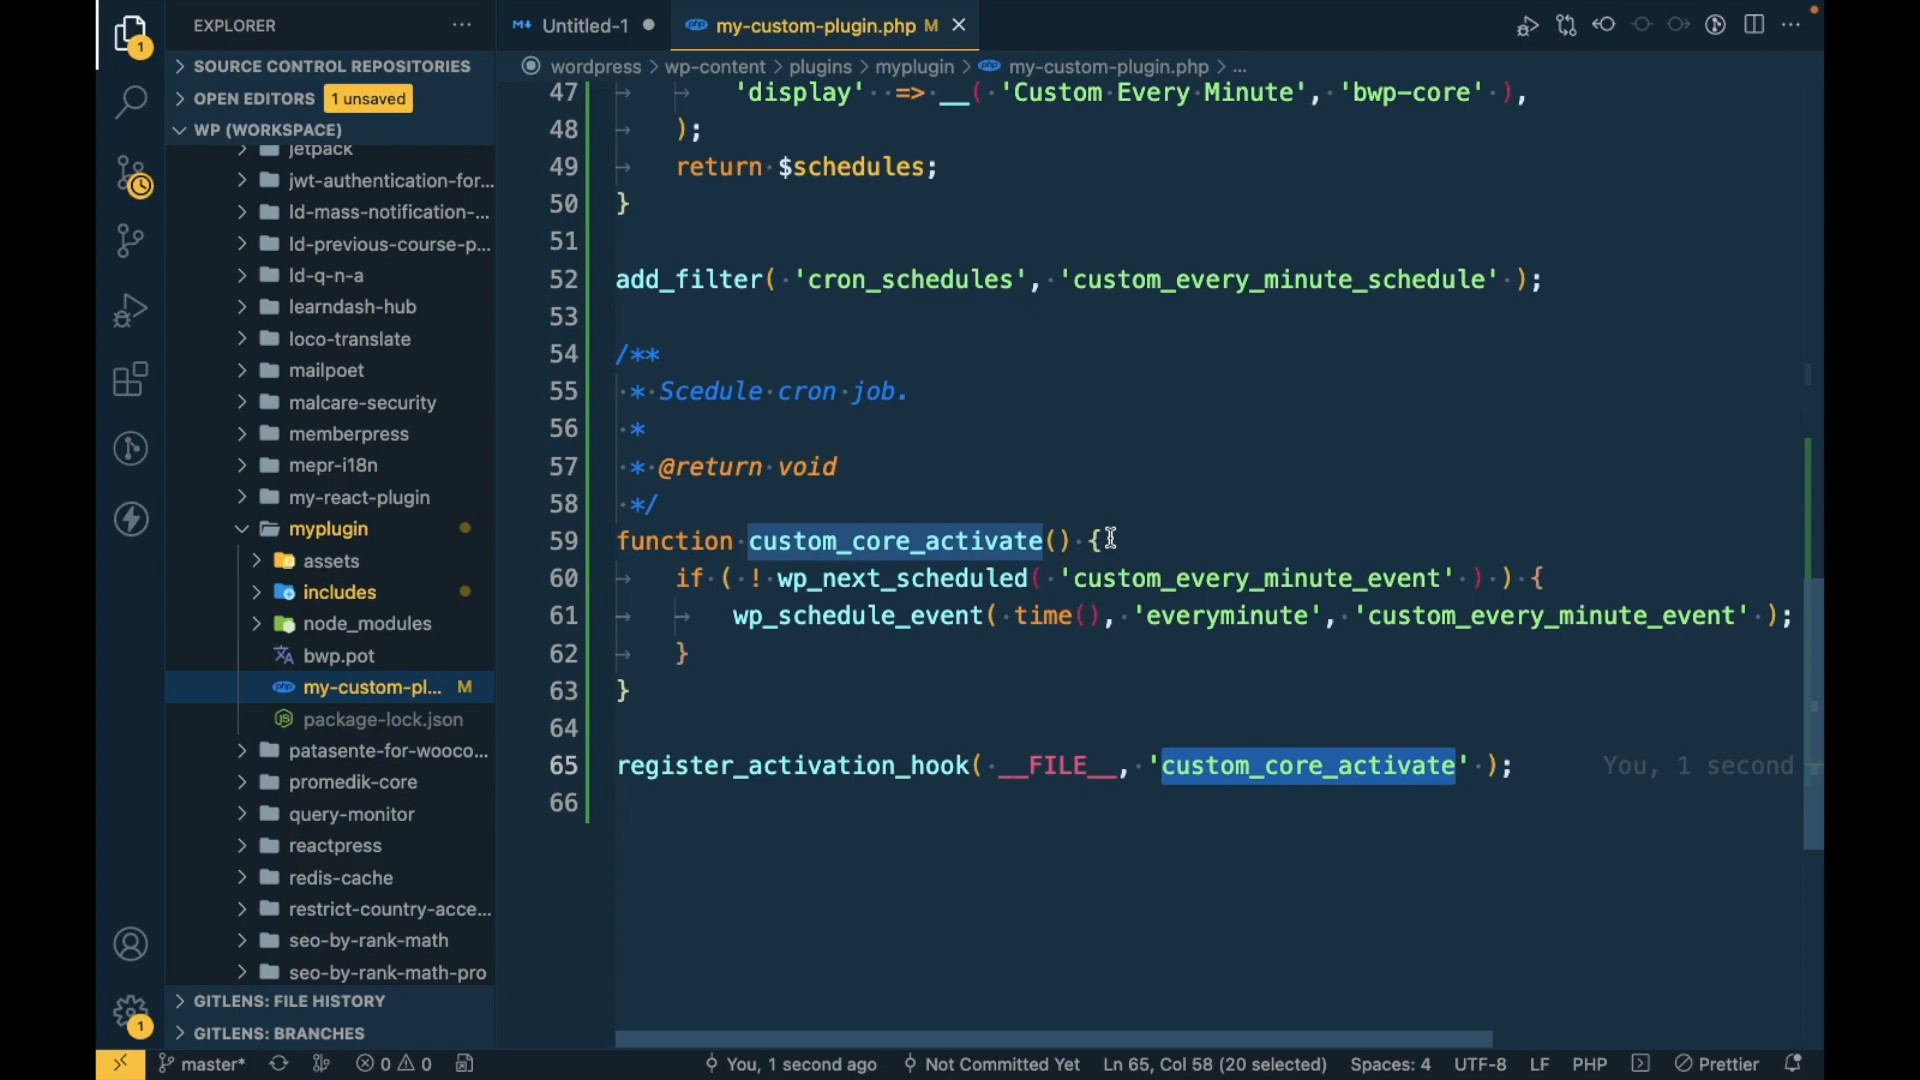 EXPLORER
Untitled-1
my-custom-plugin.php M
1
SOURCE CONTROL REPOSITORIES
OPEN EDITORS 1 unsaved
WP (WORKSPACE)
jetpack
jwt-authentication-for...
ld-mass-notification-...
ld-previous-course-p...
ld-q-n-a
learndash-hub
loco-translate
mailpoet
malcare-security
memberpress
mepr-i18n
my-react-plugin
myplugin
assets
includes
node_modules
bwp.pot
my-custom-pl... M
package-lock.json
patasente-for-wooco...
promedik-core
query-monitor
reactpress
redis-cache
restrict-country-acce...
seo-by-rank-math
seo-by-rank-math-pro
GITLENS: FILE HISTORY
GITLENS: BRANCHES
1
wordpress > wp-content > plugins > myplugin > my-custom-plugin.php > ...
47 'display' => __( 'Custom Every Minute', 'bwp-core' ),
48 );
49 return $schedules;
50 }
51
52 add_filter( 'cron_schedules', 'custom_every_minute_schedule' );
53
54 /**
55 * Scedule cron job.
56 *
57 * @return void
58 */
59 function custom_core_activate() {
60 if ( ! wp_next_scheduled( 'custom_every_minute_event' ) ) {
61 wp_schedule_event( time(), 'everyminute', 'custom_every_minute_event' );
62 }
63 }
64
65 register_activation_hook( __FILE__, 'custom_core_activate' ); You, 1 second
66
master* 0 0 You, 1 second ago Not Committed Yet Ln 65, Col 58 (20 selected) Spaces: 4 UTF-8 LF PHP Prettier